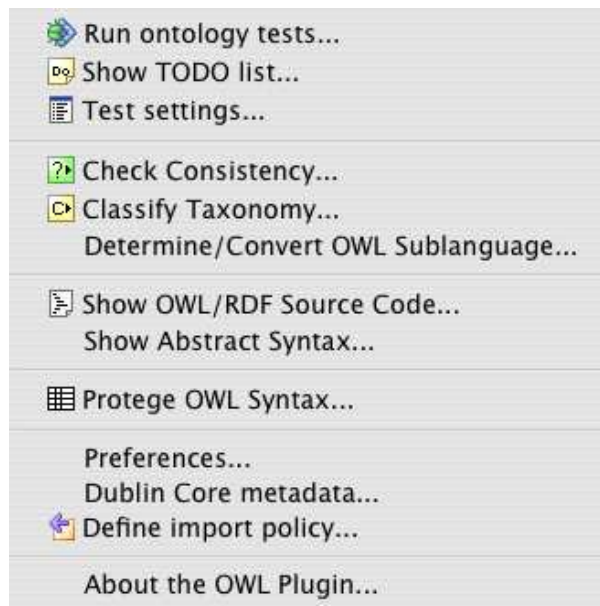 Run ontology tests...
Show TODO list...
Test settings...
Check Consistency...
Classify Taxonomy...
Determine/Convert OWL Sublanguage...
Show OWL/RDF Source Code...
Show Abstract Syntax...
Protege OWL Syntax...
Preferences...
Dublin Core metadata...
Define import policy...
About the OWL Plugin...